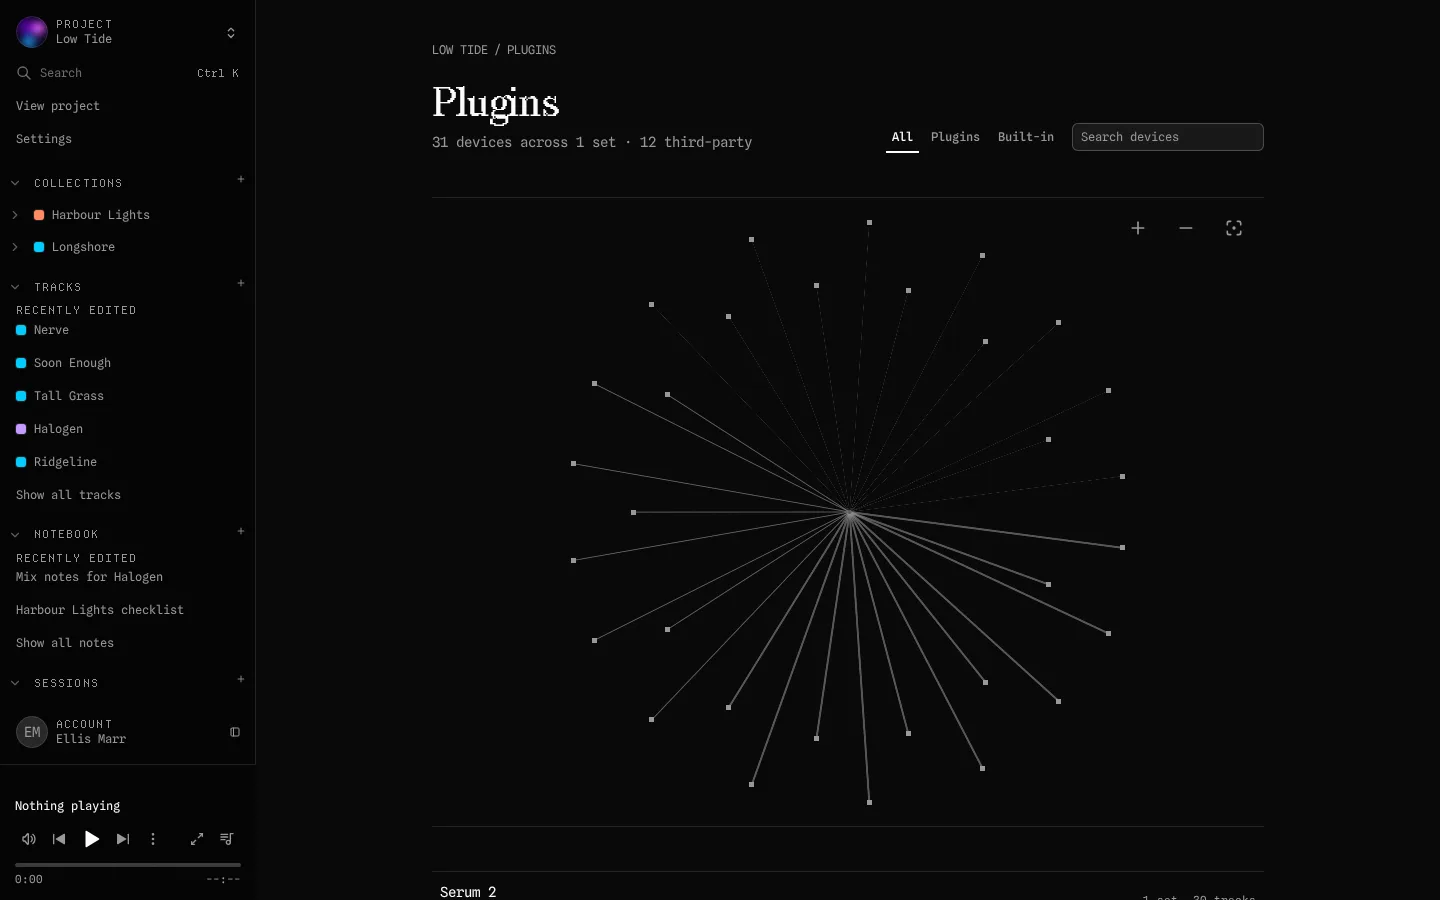 PROJECT
Low Tide
Search Ctrl K
View project
Settings
COLLECTIONS
Harbour Lights
Longshore
TRACKS
RECENTLY EDITED
Nerve
Soon Enough
Tall Grass
Halogen
Ridgeline
Show all tracks
NOTEBOOK
RECENTLY EDITED
Mix notes for Halogen
Harbour Lights checklist
Show all notes
SESSIONS
EM
ACCOUNT
Ellis Marr
Nothing playing
0:00 --:--
LOW TIDE / PLUGINS
Plugins
31 devices across 1 set · 12 third-party
All Plugins Built-in Search devices
Serum 2